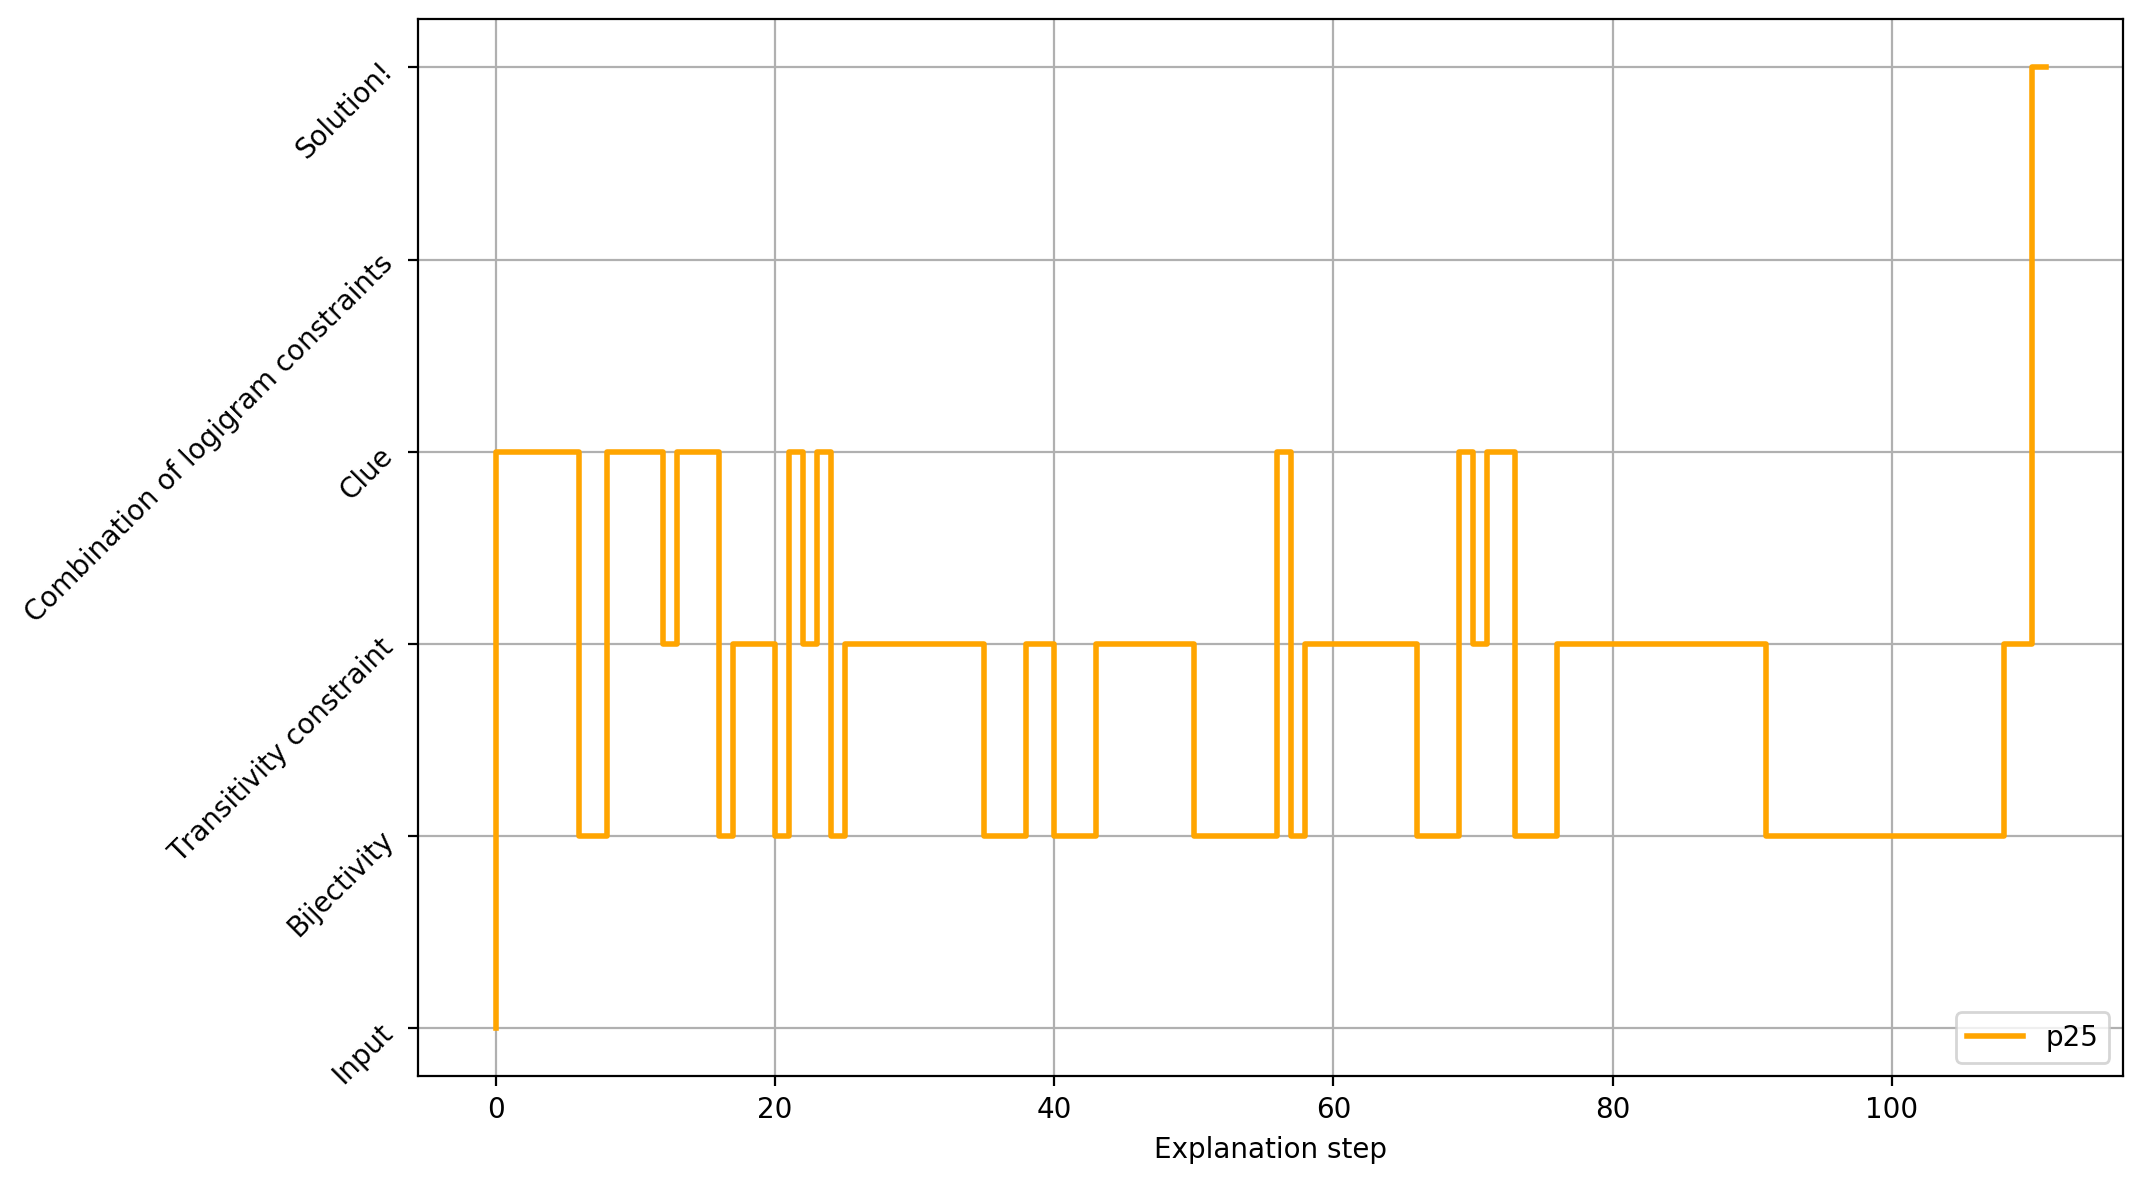 Solution!
Combination of logigram constraints
Clue
Transitivity constraint
Bijectivity
Input
p25
0 20 40 60 80 100
Explanation step